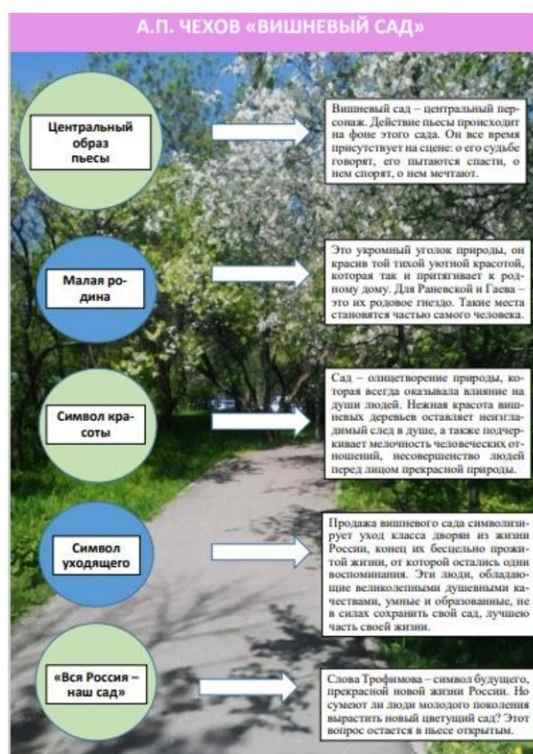 А.П. ЧЕХОВ «ВИШНЕВЫЙ САД»
Центральный
образ
пьесы
Вишневый сад – центральный пер-
сонаж. Действие пьесы происходит
на фоне этого сада. Он все время
присутствует на сцене: о его судьбе
говорят, его пытаются спасти, о
нем спорят, о нем мечтают.
Малая ро-
дина
Это укромный уголок природы, он
красив той тихой уютной красотой,
которая так и притягивает к род-
ному дому. Для Раневской и Гаева –
это их родовое гнездо. Такие места
становятся частью самого человека.
Символ кра-
соты
Сад – олицетворение природы, ко-
торая всегда оказывала влияние на
души людей. Нежная красота виш-
невых деревьев оставляет неизгла-
димый след в душе, а также подчер-
кивает мелочность человеческих от-
ношений, несовершенство людей
перед лицом прекрасной природы.
Символ
уходящего
Продажа вишневого сада символизи-
рует уход класса дворян из жизни
России, конец их бесцельно прожи-
той жизни, от которой остались одни
воспоминания. Эти люди, обладаю-
щие великолепными душевными ка-
чествами, умные и образованные, не
в силах сохранить свой сад, лучшею
часть своей жизни.
«Вся Россия –
наш сад»
Слова Трофимова – символ будущего,
прекрасной новой жизни России. Но
сумеют ли люди молодого поколения
вырастить новый цветущий сад? Этот
вопрос остается в пьесе открытым.